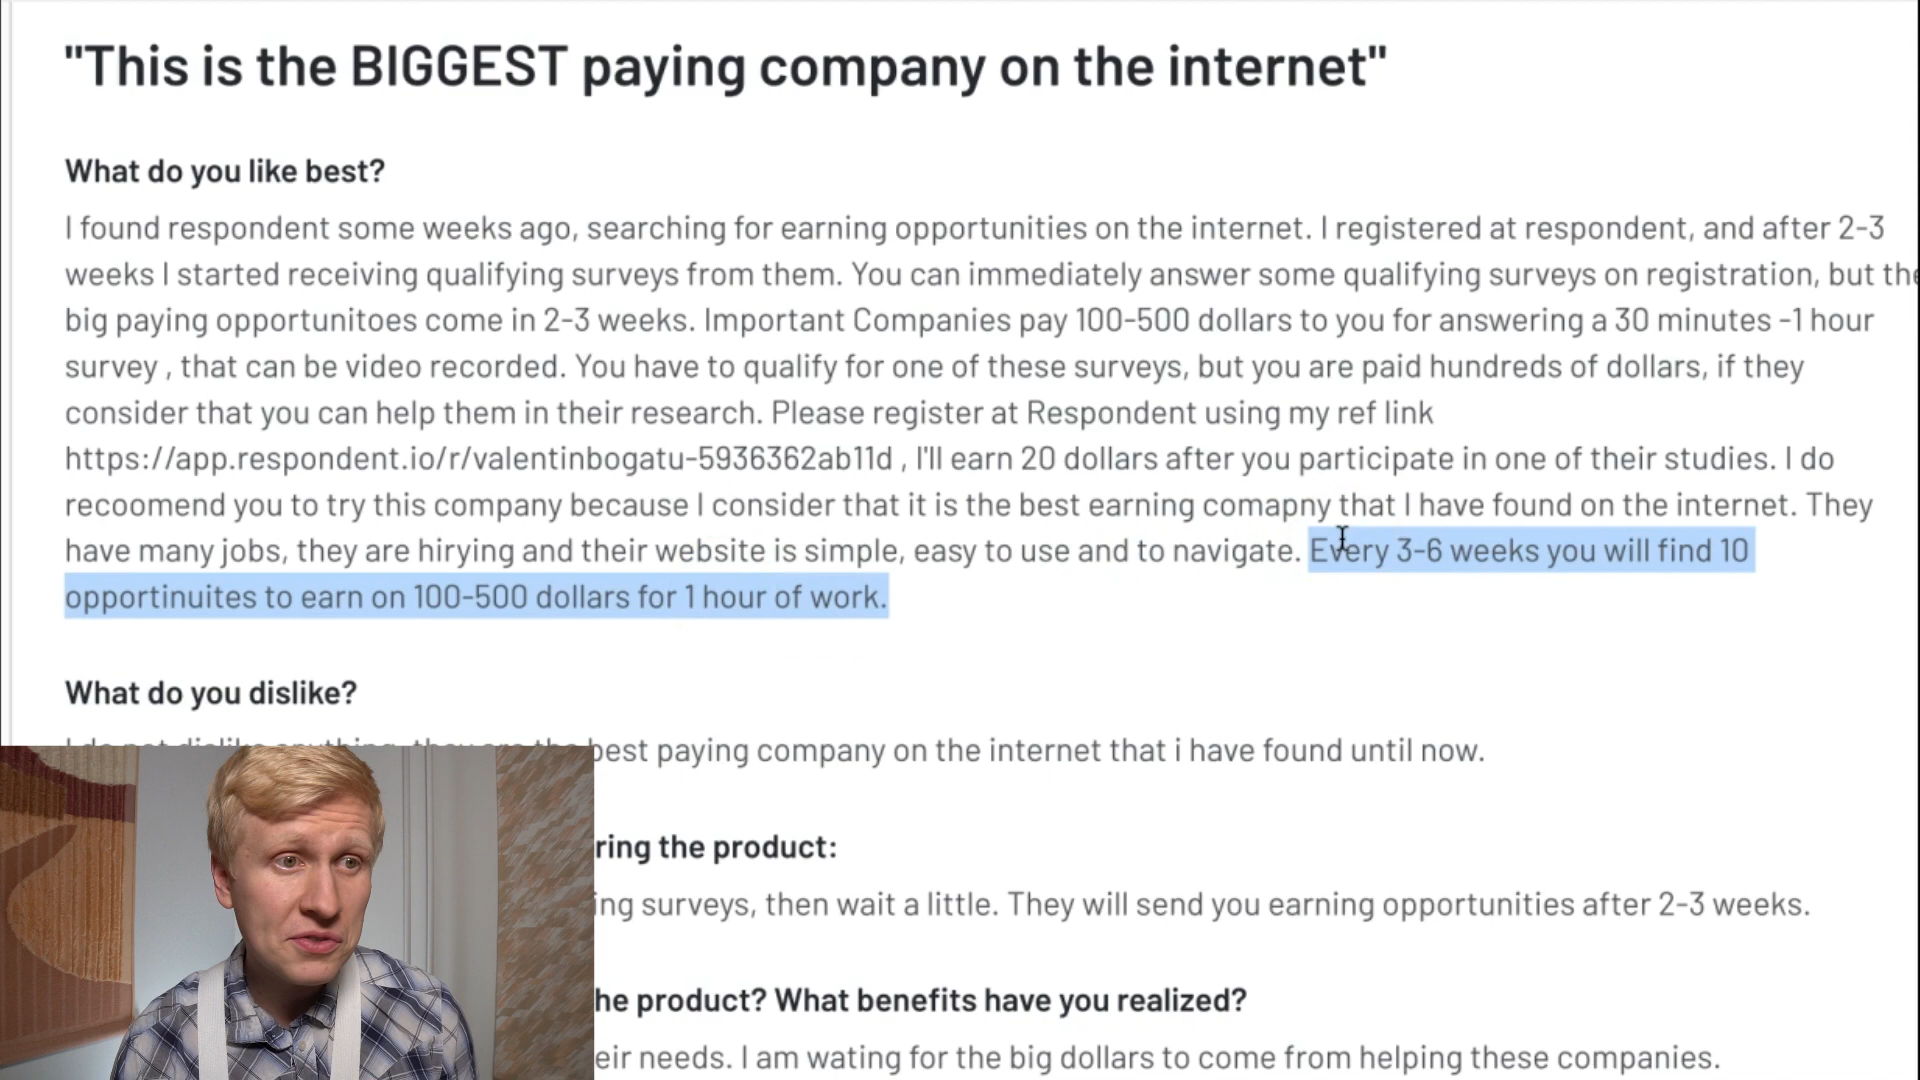 "This is the BIGGEST paying company on the internet"
What do you like best?
I found respondent some weeks ago, searching for earning opportunities on the internet. I registered at respondent, and after 2-3
weeks I started receiving qualifying surveys from them. You can immediately answer some qualifying surveys on registration, but the
big paying opportunitoes come in 2-3 weeks. Important Companies pay 100-500 dollars to you for answering a 30 minutes -1 hour
survey , that can be video recorded. You have to qualify for one of these surveys, but you are paid hundreds of dollars, if they
consider that you can help them in their research. Please register at Respondent using my ref link
https://app.respondent.io/r/valentinbogatu-5936362ab11d , I'll earn 20 dollars after you participate in one of their studies. I do
recoomend you to try this company because I consider that it is the best earning comapny that I have found on the internet. They
have many jobs, they are hirying and their website is simple, easy to use and to navigate. Every 3-6 weeks you will find 10
opportinuites to earn on 100-500 dollars for 1 hour of work.
What do you dislike?
I do not dislike anything, they are the best paying company on the internet that i have found until now.
ring the product:
ing surveys, then wait a little. They will send you earning opportunities after 2-3 weeks.
he product? What benefits have you realized?
eir needs. I am wating for the big dollars to come from helping these companies.